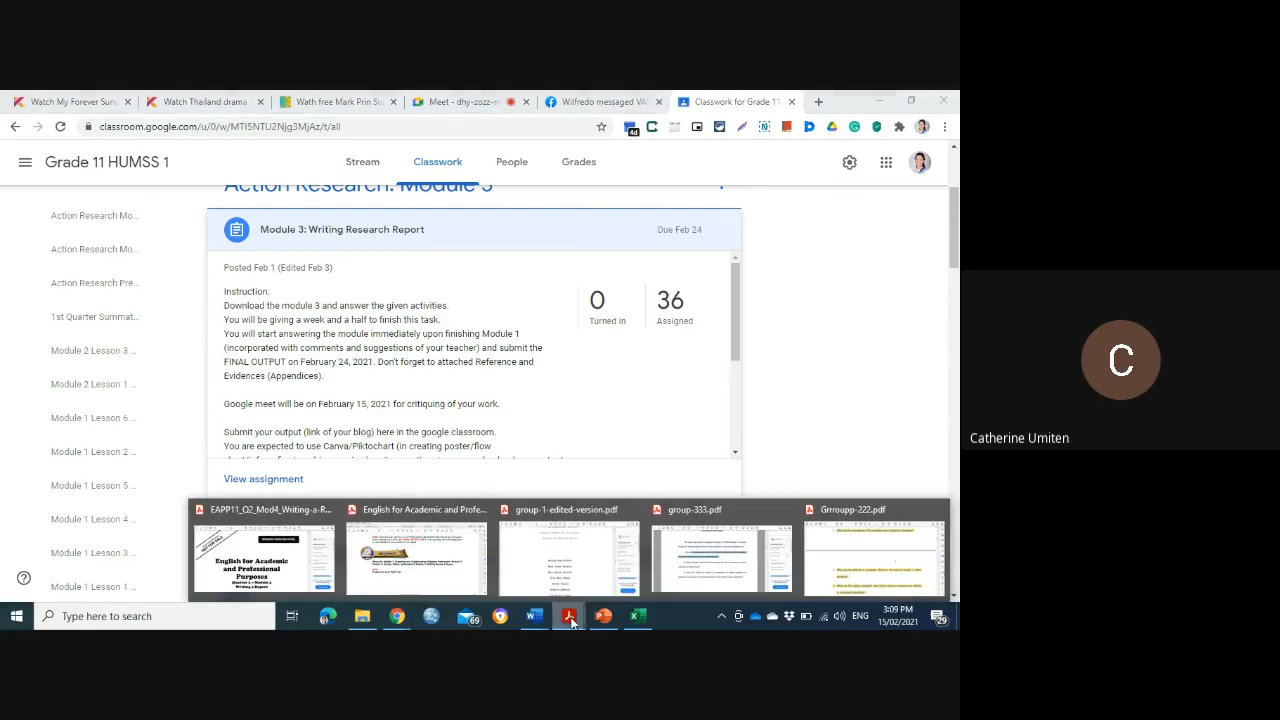 Watch My Forever Suns
Watch Thailand drama
Wath free Mark Prin Su
Meet - dhy-zozz-m
Wilfredo messaged VA
Classwork for Grade 11
classroom.google.com/u/0/w/MTI5NTU2Njg3MjAz/t/all
4d
Grade 11 HUMSS 1
Stream
Classwork
People
Grades
Action Research: Module 3
Action Research Mo...
Action Research Mo...
Action Research Pre...
1st Quarter Summat...
Module 2 Lesson 3 ...
Module 2 Lesson 1 ...
Module 1 Lesson 6 ...
Module 1 Lesson 2 ...
Module 1 Lesson 5 ...
Module 1 Lesson 4 ...
Module 1 Lesson 3 ...
Module 1 Lesson 1 ...
Module 3: Writing Research Report
Due Feb 24
Posted Feb 1 (Edited Feb 3)
Instruction:
Download the module 3 and answer the given activities.
You will be giving a week and a half to finish this task.
You will start answering the module immediately upon finishing Module 1
(incorporated with comments and suggestions of your teacher) and submit the
FINAL OUTPUT on February 24, 2021. Don't forget to attached Reference and
Evidences (Appendices).
Google meet will be on February 15, 2021 for critiquing of your work.
Submit your output (link of your blog) here in the google classroom.
You are expected to use Canva/Piktochart (in creating poster/flow
0
Turned in
36
Assigned
View assignment
EAPP11_Q2_Mod4_Writing-a-R...
English for Academic and Profe...
group-1-edited-version.pdf
group-333.pdf
Grrroupp-222.pdf
English for Academic
and Professional
Purposes
Type here to search
69
ENG
3:09 PM
15/02/2021
29
C
Catherine Umiten